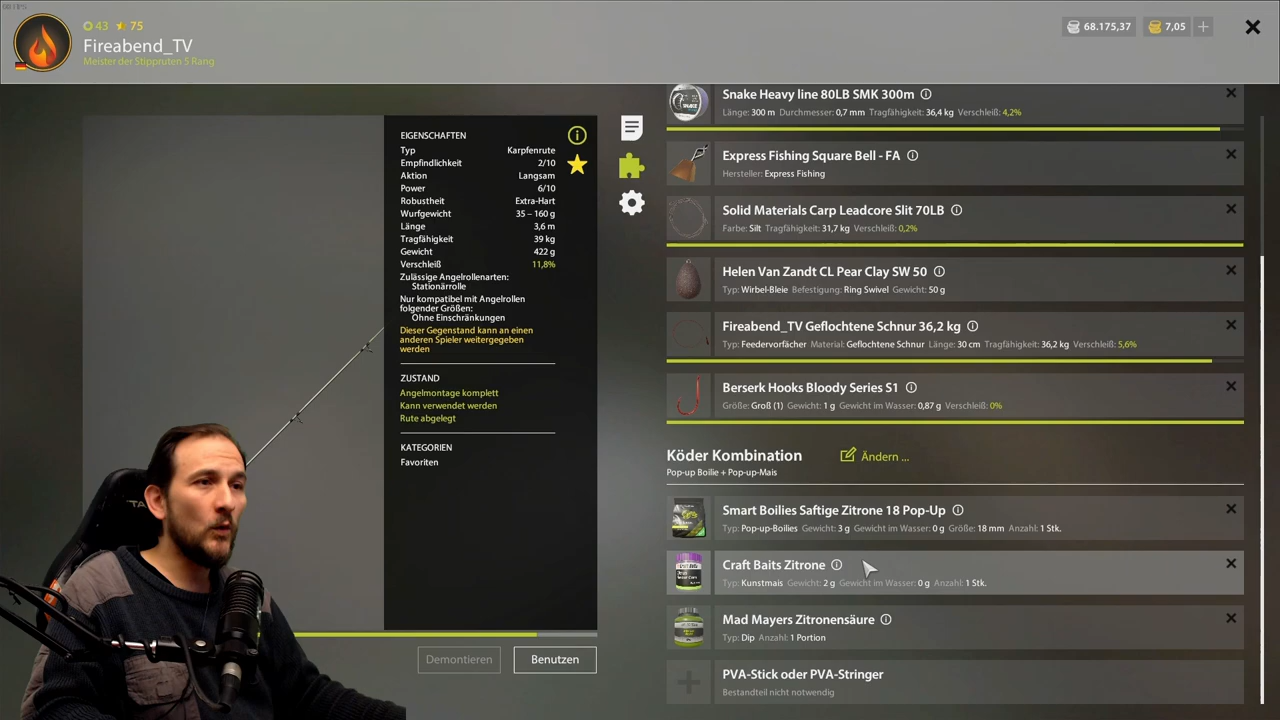 43 75
Fireabend_TV
Meister der Stippruten 5 Rang
68.175,37
7,05
EIGENSCHAFTEN
Typ Karpfenrute
Empfindlichkeit 2/10
Aktion Langsam
Power 6/10
Robustheit Extra-Hart
Wurfgewicht 35 – 160 g
Länge 3,6 m
Tragfähigkeit 39 kg
Gewicht 422 g
Verschleiß 11,8%
Zulässige Angelrollenarten:
Stationärrolle
Nur kompatibel mit Angelrollen
folgender Größen:
Ohne Einschränkungen
Dieser Gegenstand kann an einen
anderen Spieler weitergegeben
werden
ZUSTAND
Angelmontage komplett
Kann verwendet werden
Rute abgelegt
KATEGORIEN
Favoriten
Demontieren
Benutzen
Snake Heavy line 80LB SMK 300m
Länge: 300 m Durchmesser: 0,7 mm Tragfähigkeit: 36,4 kg Verschleiß: 4,2%
Express Fishing Square Bell - FA
Hersteller: Express Fishing
Solid Materials Carp Leadcore Slit 70LB
Farbe: Silt Tragfähigkeit: 31,7 kg Verschleiß: 0,2%
Helen Van Zandt CL Pear Clay SW 50
Typ: Wirbel-Bleie Befestigung: Ring Swivel Gewicht: 50 g
Fireabend_TV Geflochtene Schnur 36,2 kg
Typ: Feedervorfächer Material: Geflochtene Schnur Länge: 30 cm Tragfähigkeit: 36,2 kg Verschleiß: 5,6%
Berserk Hooks Bloody Series S1
Größe: Groß (1) Gewicht: 1 g Gewicht im Wasser: 0,87 g Verschleiß: 0%
Köder Kombination
Ändern ...
Pop-up Boilie + Pop-up-Mais
Smart Boilies Saftige Zitrone 18 Pop-Up
Typ: Pop-up-Boilies Gewicht: 3 g Gewicht im Wasser: 0 g Größe: 18 mm Anzahl: 1 Stk.
Craft Baits Zitrone
Typ: Kunstmais Gewicht: 2 g Gewicht im Wasser: 0 g Anzahl: 1 Stk.
Mad Mayers Zitronensäure
Typ: Dip Anzahl: 1 Portion
PVA-Stick oder PVA-Stringer
Bestandteil nicht notwendig